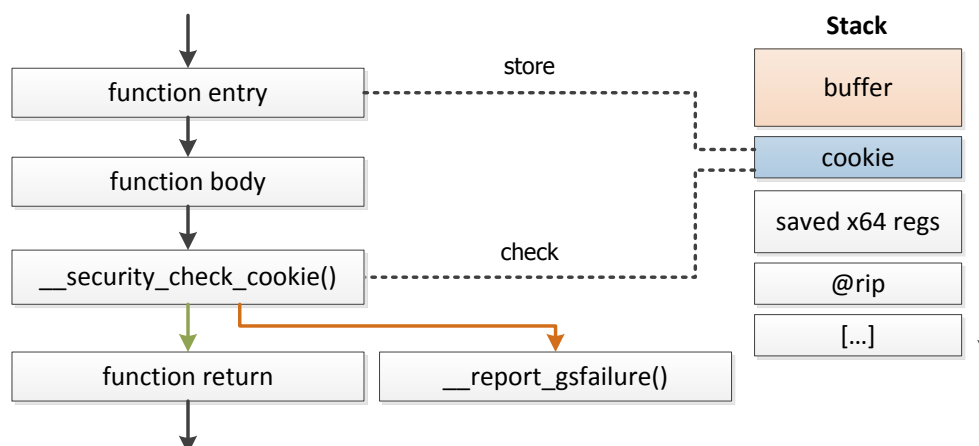 Stack
store
function entry
buffer
cookie
function body
saved x64 regs
check
__security_check_cookie()
@rip
[...]
function return
__report_gsfailure()